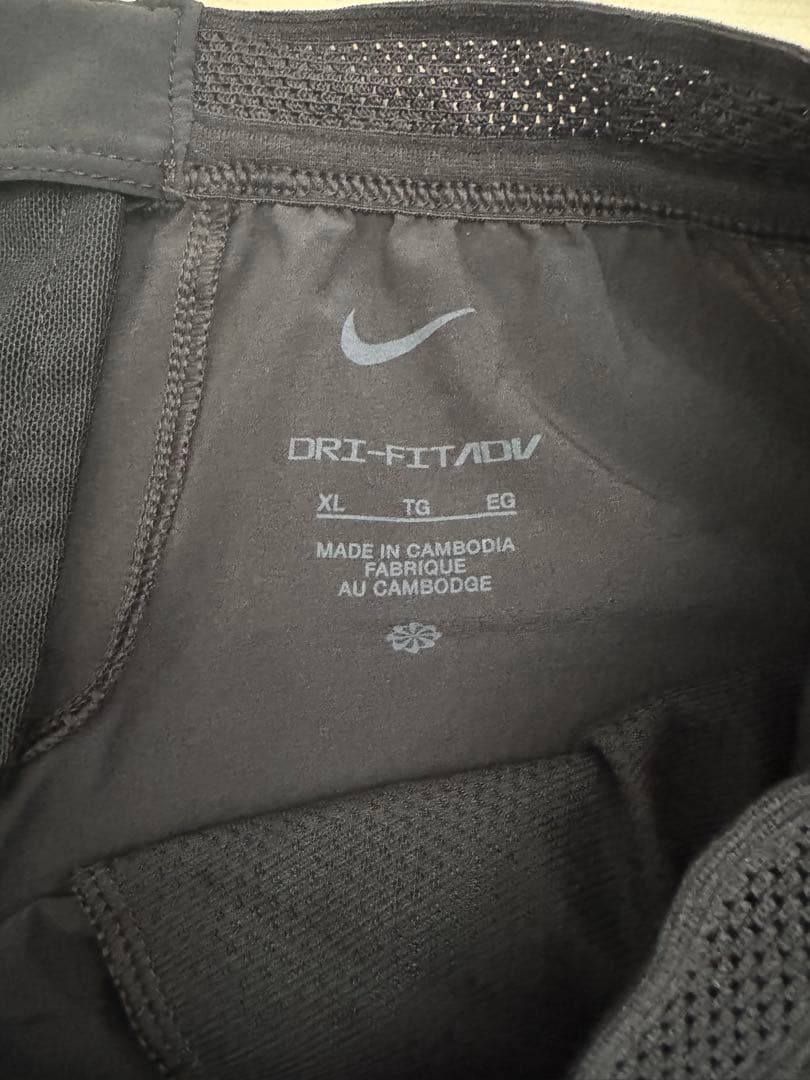 DRI-FIT ADV
XL TG EG
MADE IN CAMBODIA
FABRIQUE
AU CAMBODGE